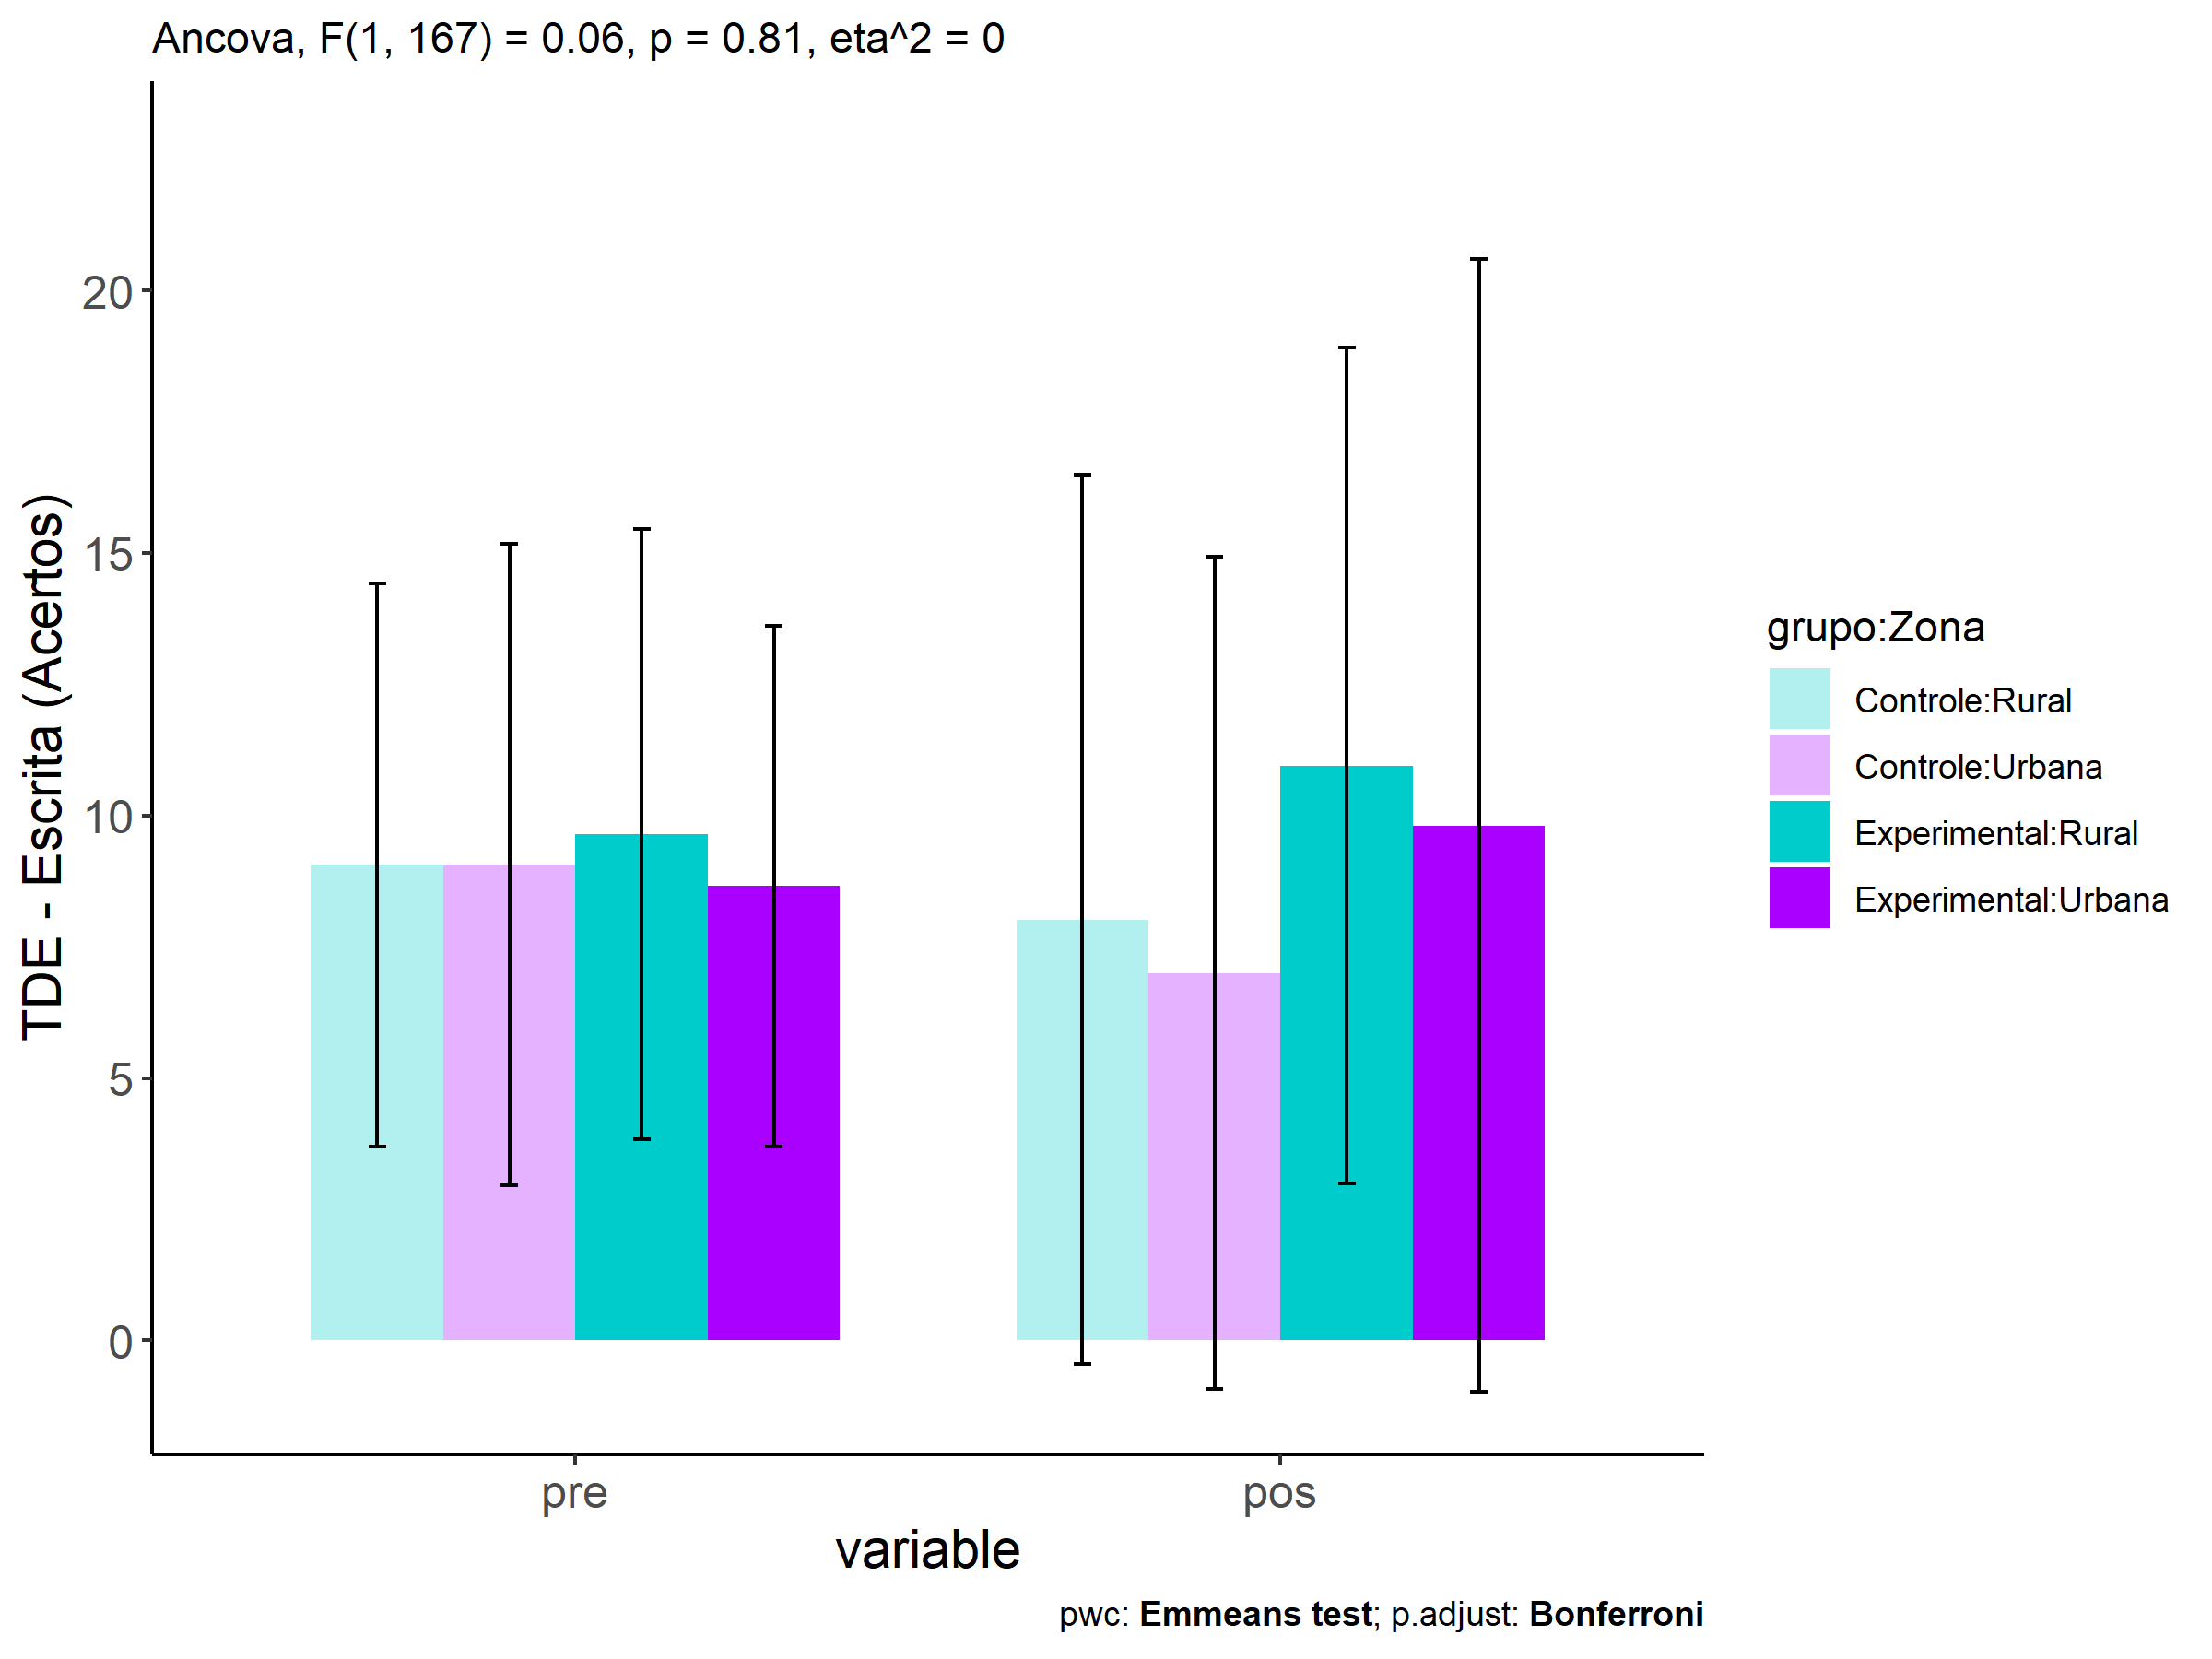 Ancova, F(1, 167) = 0.06, p = 0.81, eta^2 = 0
TDE - Escrita (Acertos)
20
15
10
5
0
pre
pos
variable
grupo:Zona
Controle:Rural
Controle:Urbana
Experimental:Rural
Experimental:Urbana
pwc: Emmeans test; p.adjust: Bonferroni